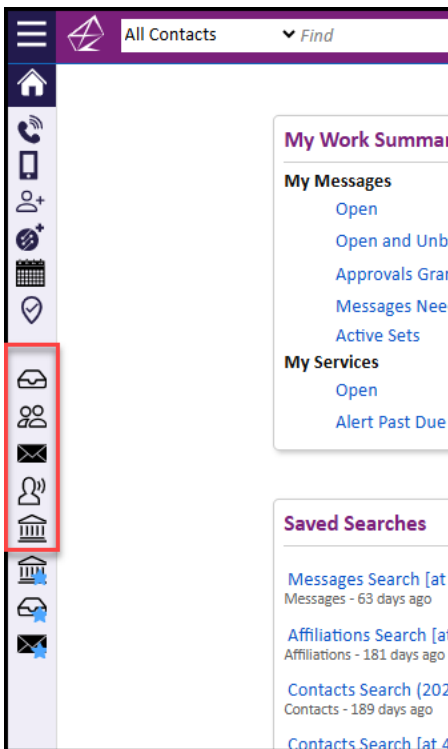 All Contacts Find
My Work Summar
My Messages
Open
Open and Unb
Approvals Gran
Messages Nee
Active Sets
My Services
Open
Alert Past Due
Saved Searches
Messages Search [at
Messages - 63 days ago
Affiliations Search [at
Affiliations - 181 days ago
Contacts Search (202
Contacts - 189 days ago
Contacts Search [at 4